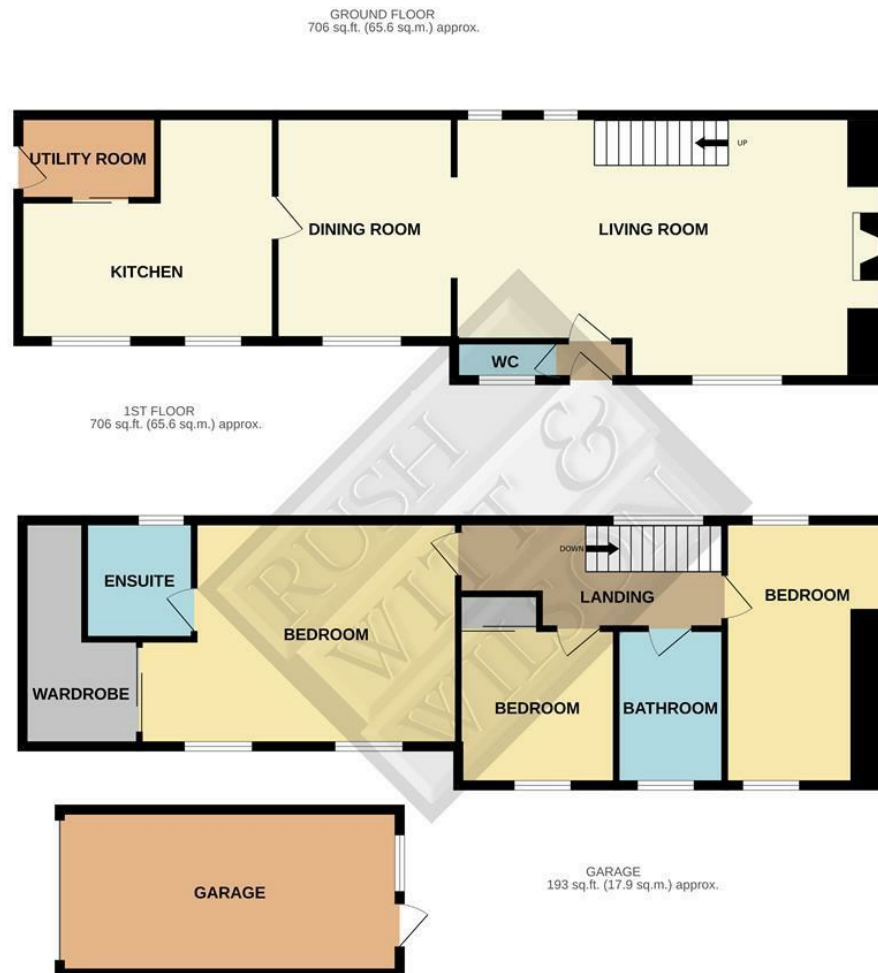 GROUND FLOOR
706 sq.ft. (65.6 sq.m.) approx.
UTILITY ROOM
UP
DINING ROOM
LIVING ROOM
KITCHEN
WC
1ST FLOOR
706 sq.ft. (65.6 sq.m.) approx.
RUSH
WITT &
WILSON
ENSUITE
DOWN
LANDING
BEDROOM
BEDROOM
WARDROBE
BEDROOM
BATHROOM
GARAGE
193 sq.ft. (17.9 sq.m.) approx.
GARAGE